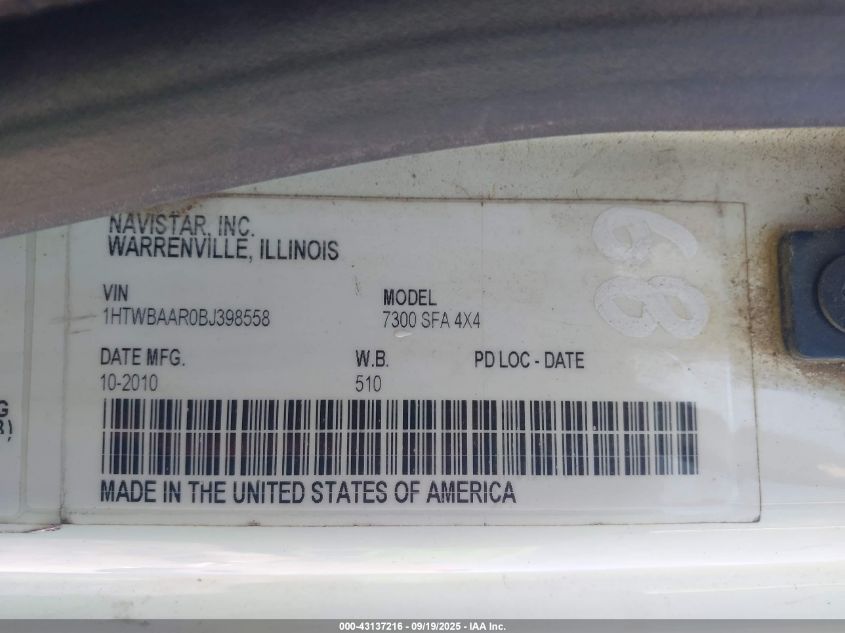 NAVISTAR, INC.
WARRENVILLE, ILLINOIS
VIN MODEL
1HTWBAAR0BJ398558 7300 SFA 4X4
DATE MFG. W.B. PD LOC - DATE
10-2010 510
MADE IN THE UNITED STATES OF AMERICA
68
000-43137216 - 09/19/2025 - IAA Inc.